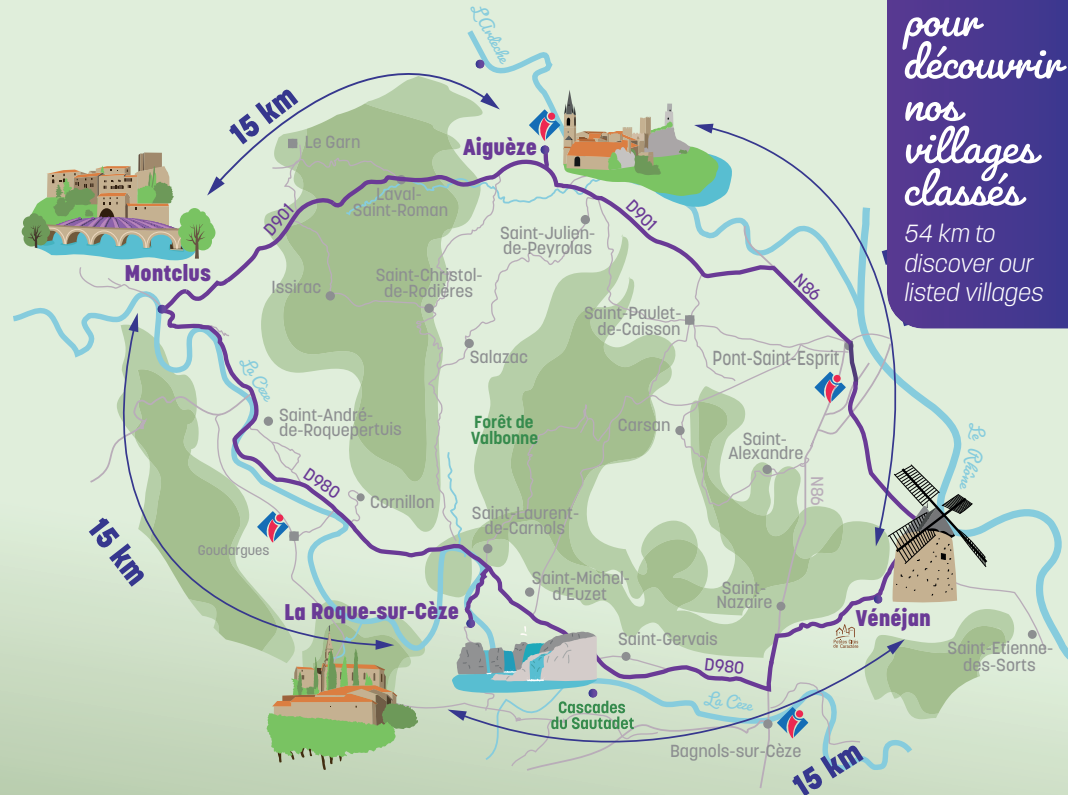 pour
découvrir
nos
villages
classés
54 km to
discover our
listed villages
L'Ardèche
15 km
Le Garn
Aiguèze
Laval-
Saint-Roman
D901
D901
Saint-Julien-
de-Peyrolas
Montclus
Issirac
Saint-Christol-
de-Rodières
N86
Saint-Paulet-
de-Caisson
Salazac
Pont-Saint-Esprit
La Cèze
Saint-André-
de-Roquepertuis
Forêt de
Valbonne
Carsan
Saint-
Alexandre
Le Rhône
D980
Cornillon
N86
Saint-Laurent-
de-Carnols
Goudargues
15 km
Saint-Michel-
d'Euzet
Saint-
Nazaire
La Roque-sur-Cèze
Vénéjan
Saint-Gervais
Saint-Etienne-
des-Sorts
D980
Cascades
du Sautadet
La Cèze
Bagnols-sur-Cèze
15 km